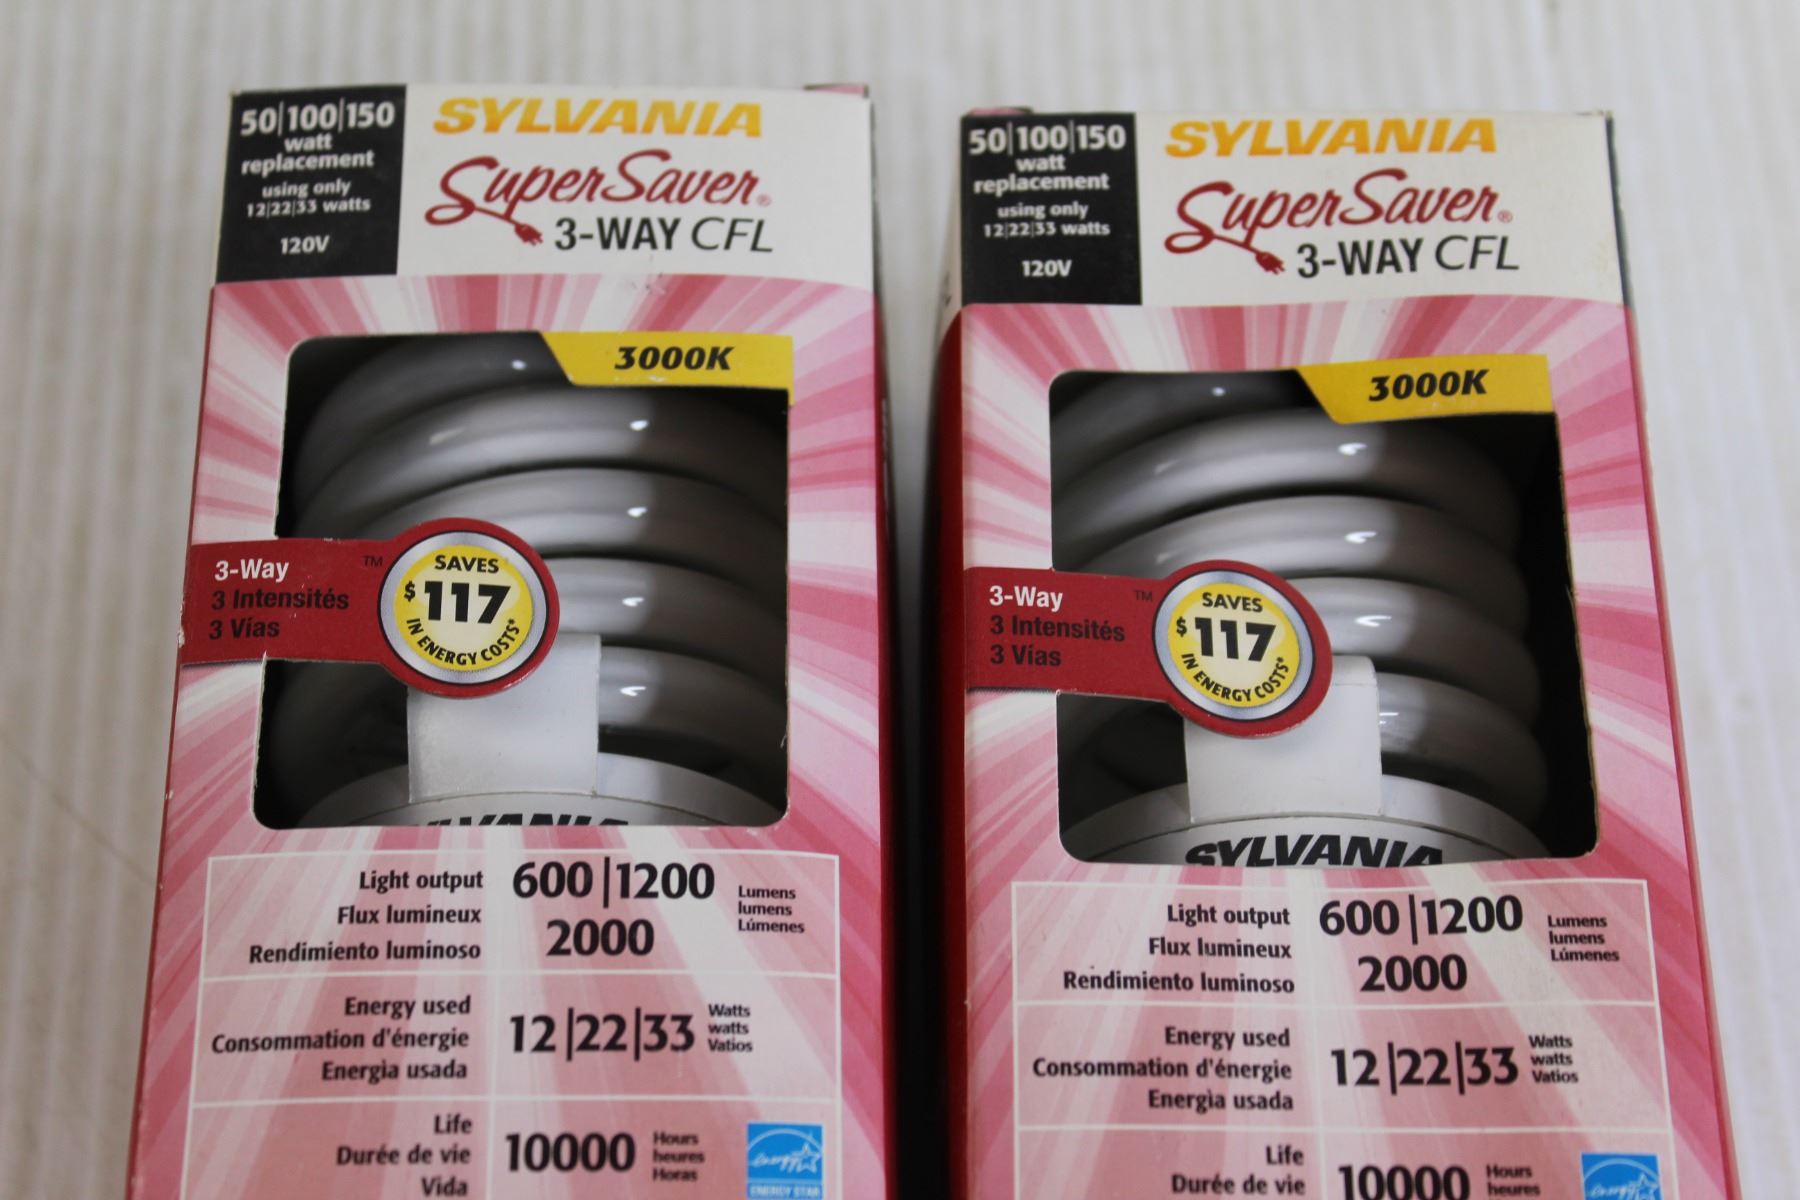 50|100|150
watt
replacement
using only
12|22|33 watts
120V
SYLVANIA
SuperSaver®
3-WAY CFL
3000K
3-Way
3 Intensités
3 Vías
™
SAVES
$117
IN ENERGY COSTS*
Light output
Flux lumineux
Rendimiento luminoso
600|1200
2000
Lumens
lumens
Lúmenes
Energy used
Consommation d'énergie
Energia usada
12|22|33
Watts
watts
Vatios
Life
Durée de vie
Vida
10000
Hours
heures
Horas
energy
ENERGY STAR
50|100|150
watt
replacement
using only
12|22|33 watts
120V
SYLVANIA
SuperSaver®
3-WAY CFL
3000K
3-Way
3 Intensités
3 Vías
™
SAVES
$117
IN ENERGY COSTS*
SYLVANIA
Light output
Flux lumineux
Rendimiento luminoso
600|1200
2000
Lumens
lumens
Lúmenes
Energy used
Consommation d'énergie
Energia usada
12|22|33
Watts
watts
Vatios
Life
Durée de vie
10000
Hours
heures
energy